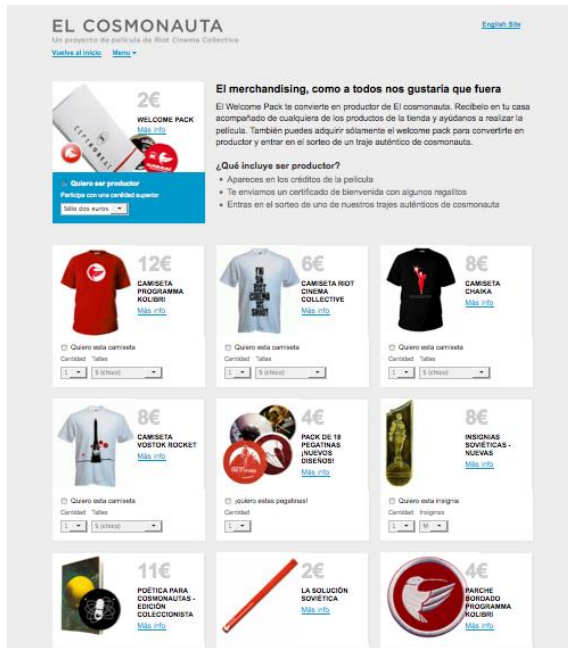 EL COSMONAUTA
English Site
Un proyecto de película de Riot Cinema Collective
Vuelve al inicio Menu
2€
WELCOME PACK
Más info
Quiero ser productor
Participa con una cantidad superior
Sólo dos euros
El merchandising, como a todos nos gustaría que fuera
El Welcome Pack te convierte en productor de El cosmonauta. Recíbelo en tu casa
acompañado de cualquiera de los productos de la tienda y ayúdanos a realizar la
película. También puedes adquirir sólamente el welcome pack para convertirte en
productor y entrar en el sorteo de un traje auténtico de cosmonauta.
¿Qué incluye ser productor?
Apareces en los créditos de la película
Te enviamos un certificado de bienvenida con algunos regalitos
Entras en el sorteo de uno de nuestros trajes auténticos de cosmonauta
12€
CAMISETA
PROGRAMMA
KOLIBRI
Más info
Quiero esta camiseta
Cantidad Tallas
1 S (chico)
6€
CAMISETA RIOT
CINEMA
COLLECTIVE
Más info
Quiero esta camiseta
Cantidad Tallas
1 S (chico)
8€
CAMISETA
CHAIKA
Más info
Quiero esta camiseta
Cantidad Tallas
1 S (chico)
8€
CAMISETA
VOSTOK ROCKET
Más info
Quiero esta camiseta
Cantidad Tallas
1 S (chico)
4€
PACK DE 18
PEGATINAS
¡NUEVOS
DISEÑOS!
Más info
¡quiero estas pegatinas!
Cantidad
1
8€
INSIGNIAS
SOVIÉTICAS -
NUEVAS
Más info
Quiero esta insignia
Cantidad Insignias
1 M
11€
POÉTICA PARA
COSMONAUTAS -
EDICIÓN
COLECCIONISTA
Más info
2€
LA SOLUCIÓN
SOVIÉTICA
Más info
4€
PARCHE
BORDADO
PROGRAMMA
KOLIBRI
Más info